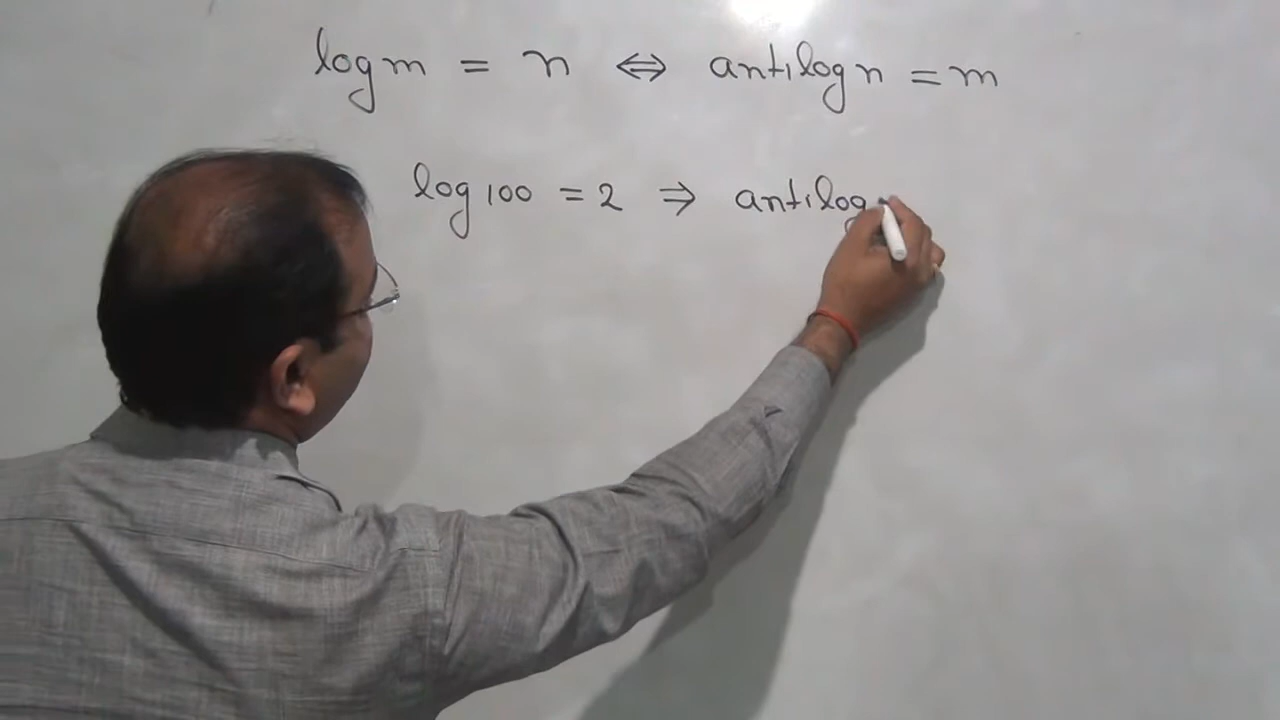 log m = n ⇔ antilog n = m
log 100 = 2 ⇒ antilog